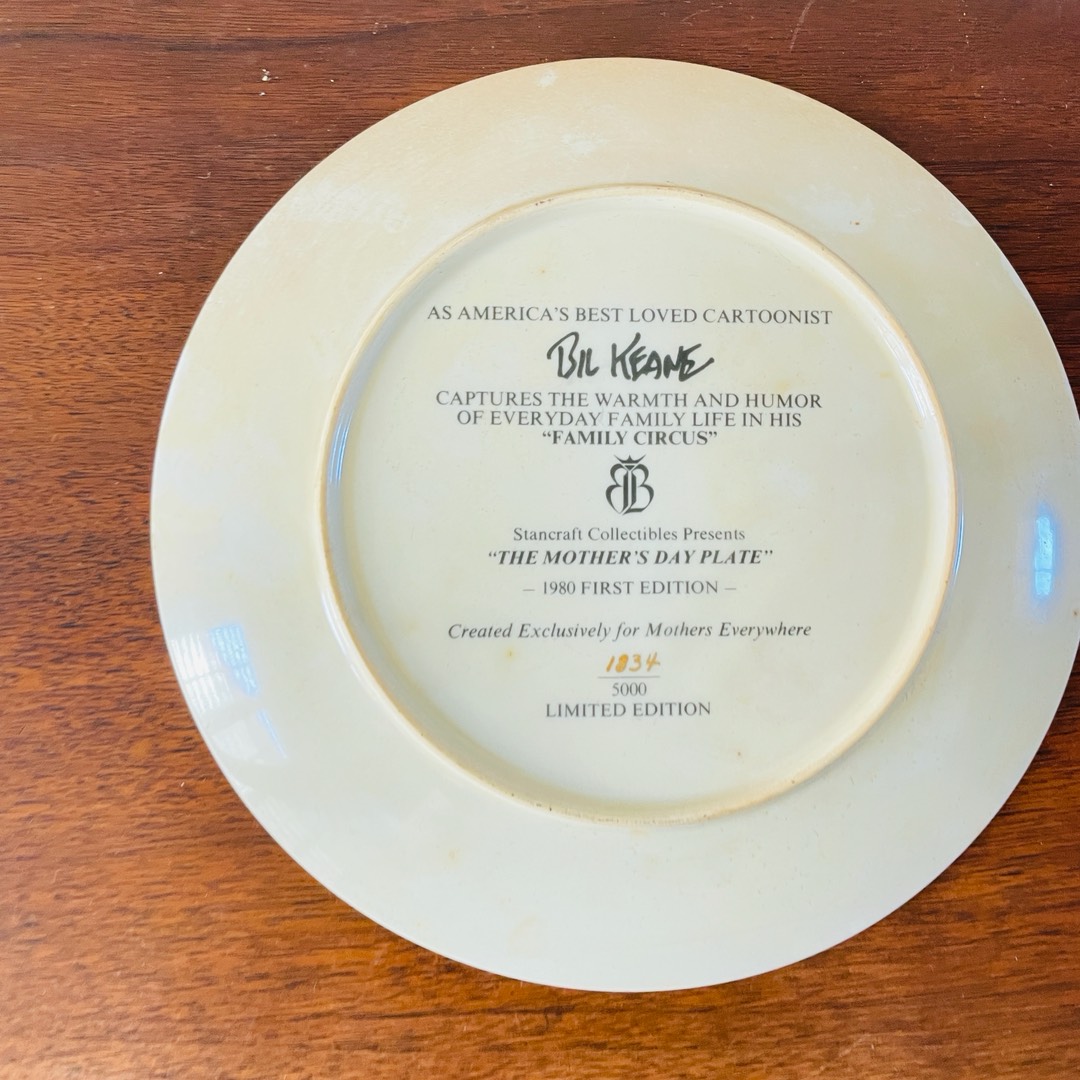 AS AMERICA'S BEST LOVED CARTOONIST
BIL KEANE
CAPTURES THE WARMTH AND HUMOR
OF EVERYDAY FAMILY LIFE IN HIS
“FAMILY CIRCUS”
Stancraft Collectibles Presents
“THE MOTHER'S DAY PLATE”
– 1980 FIRST EDITION –
Created Exclusively for Mothers Everywhere
1834
5000
LIMITED EDITION